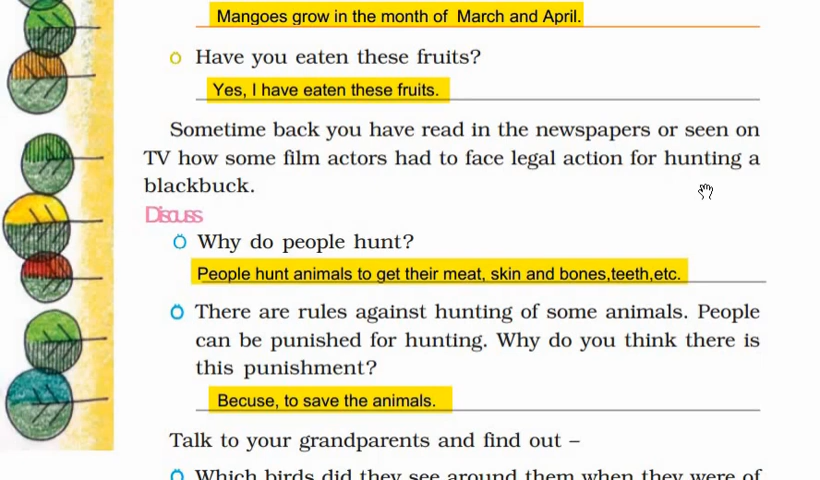 Mangoes grow in the month of March and April.
Have you eaten these fruits?
Yes, I have eaten these fruits.
Sometime back you have read in the newspapers or seen on
TV how some film actors had to face legal action for hunting a
blackbuck.
Discuss
Why do people hunt?
People hunt animals to get their meat, skin and bones,teeth,etc.
There are rules against hunting of some animals. People
can be punished for hunting. Why do you think there is
this punishment?
Becuse, to save the animals.
Talk to your grandparents and find out –
Which birds did they see around them when they were of